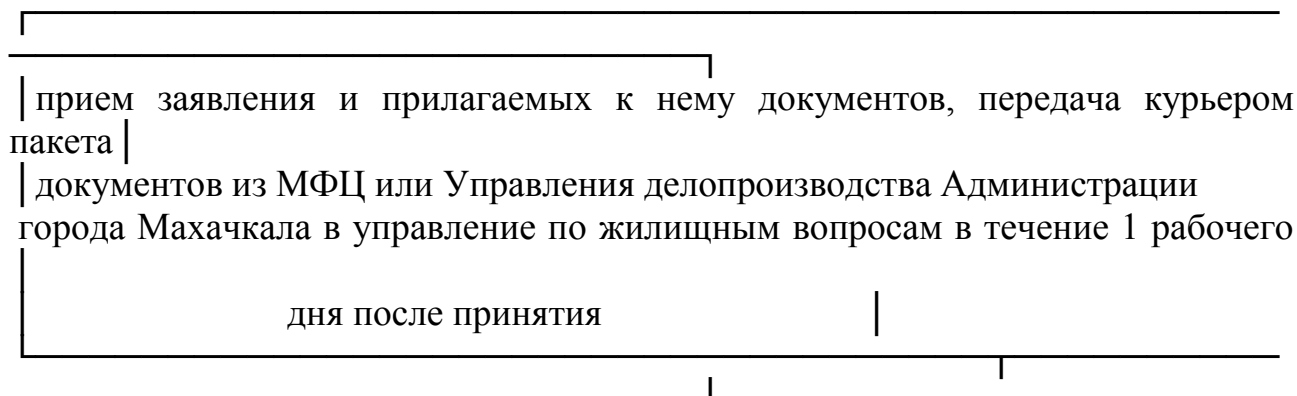 прием заявления и прилагаемых к нему документов, передача курьером
пакета
документов из МФЦ или Управления делопроизводства Администрации
города Махачкала в управление по жилищным вопросам в течение 1 рабочего
дня после принятия